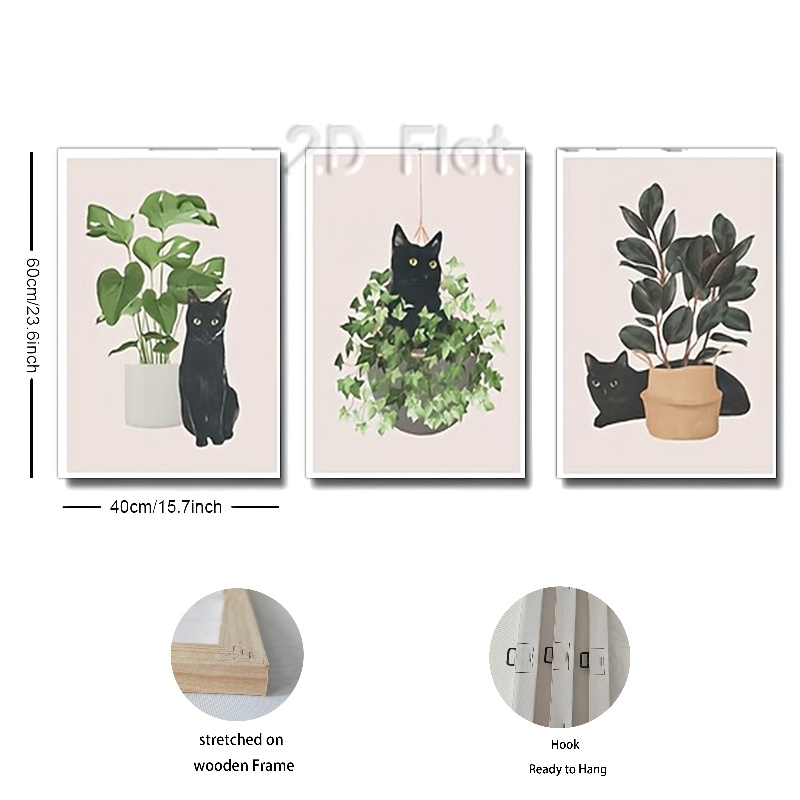 2D Flat
60cm/23.6inch
40cm/15.7inch
stretched on
wooden Frame
Hook
Ready to Hang